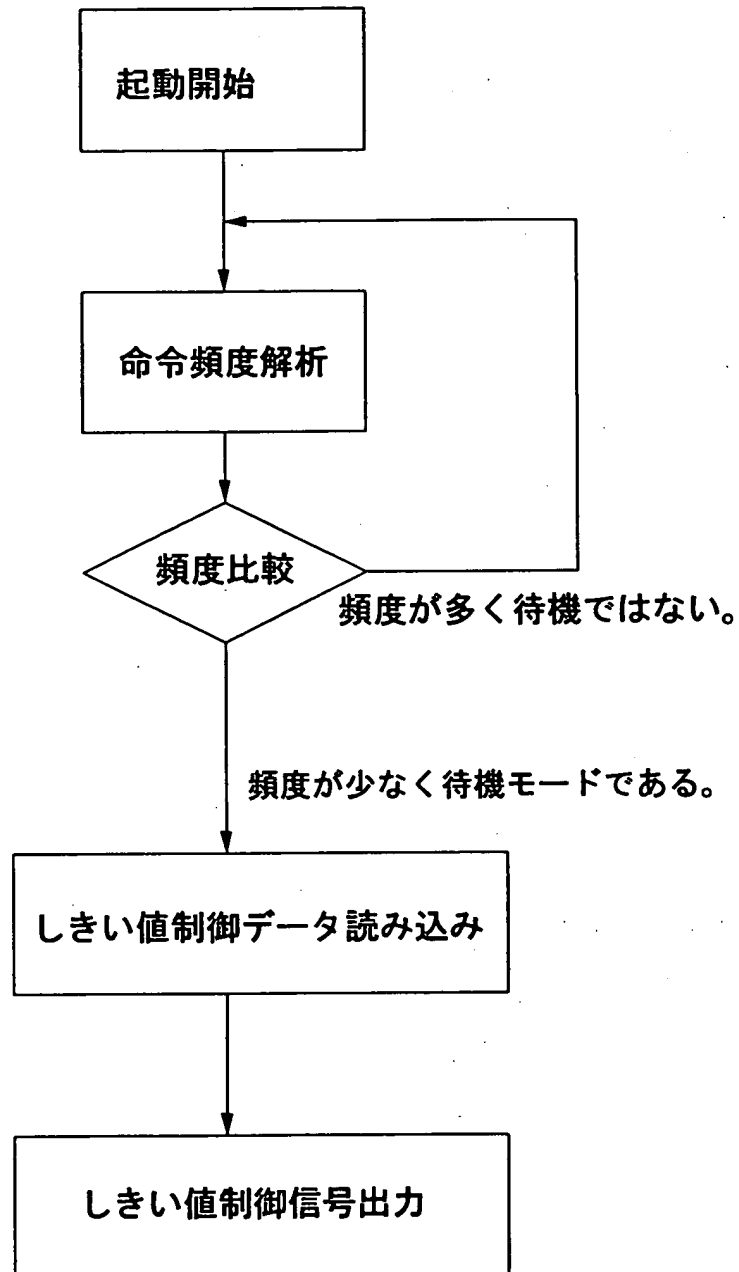 起動開始
命令頻度解析
頻度比較
頻度が多く待機ではない。
頻度が少なく待機モードである。
しきい値制御データ読み込み
しきい値制御信号出力